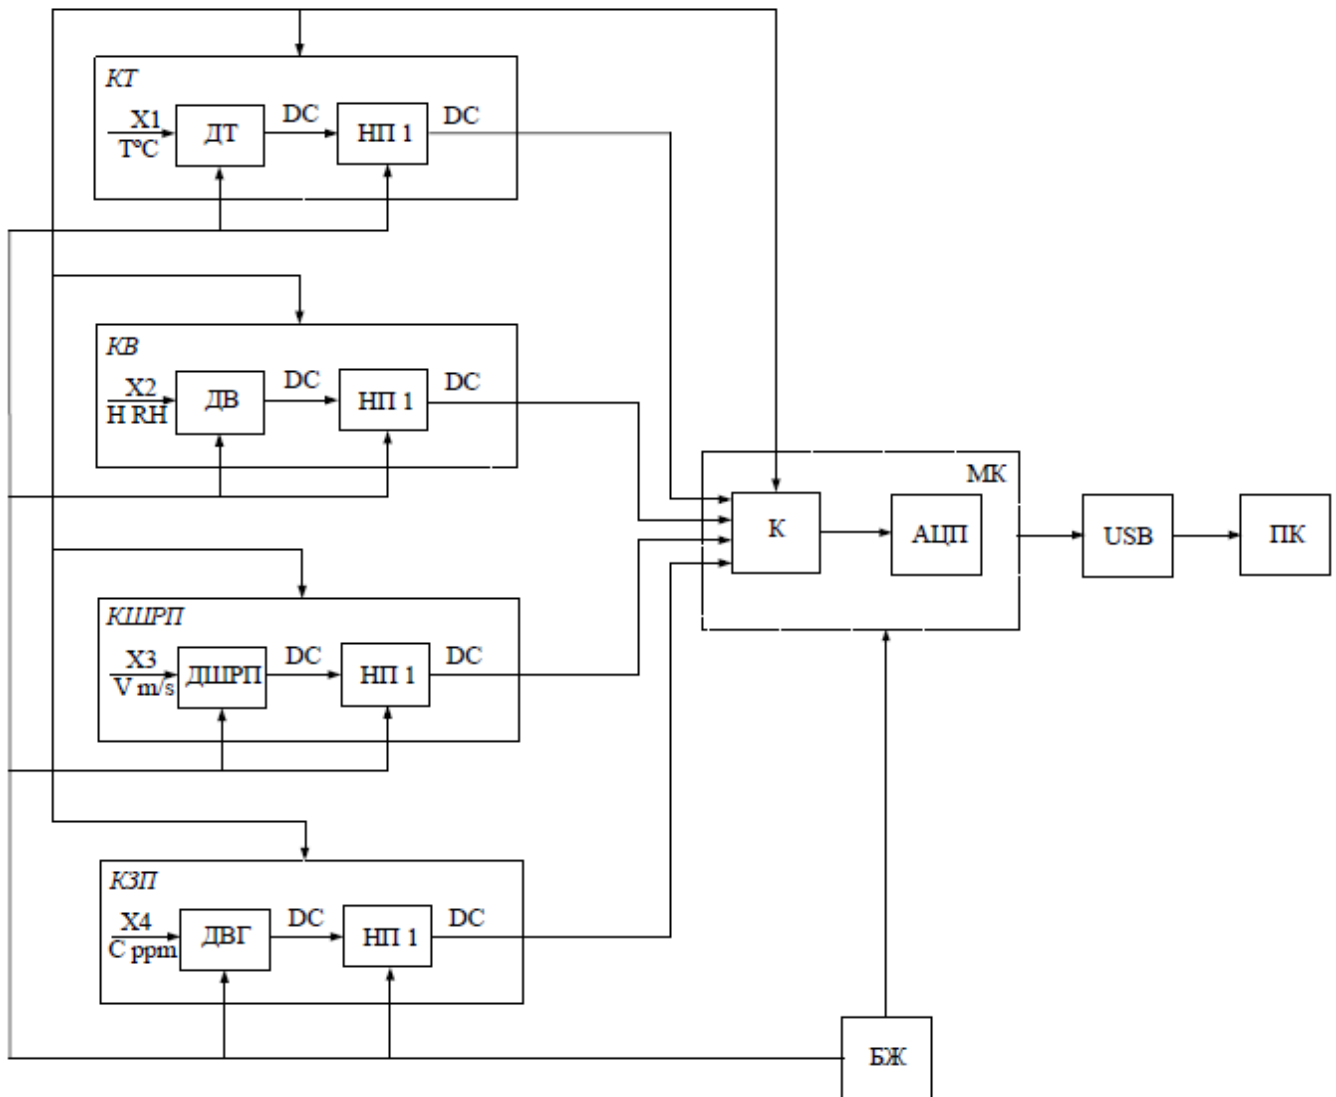 КТ
X1
T°C
ДТ
DC
НП 1
DC
КВ
X2
H RH
ДВ
DC
НП 1
DC
МК
К
АЦП
USB
ПК
КШРП
X3
V m/s
ДШРП
DC
НП 1
DC
КЗП
X4
C ppm
ДВГ
DC
НП 1
DC
БЖ